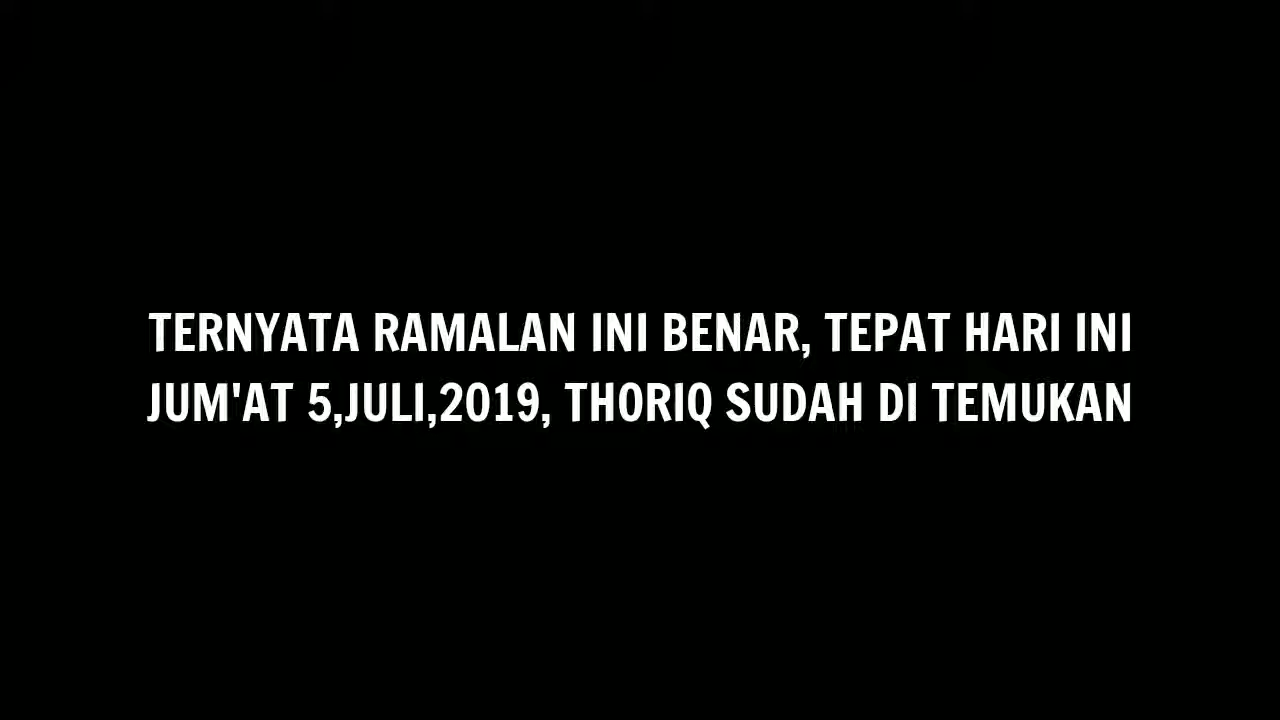 TERNYATA RAMALAN INI BENAR, TEPAT HARI INI
JUM'AT 5,JULI,2019, THORIQ SUDAH DI TEMUKAN